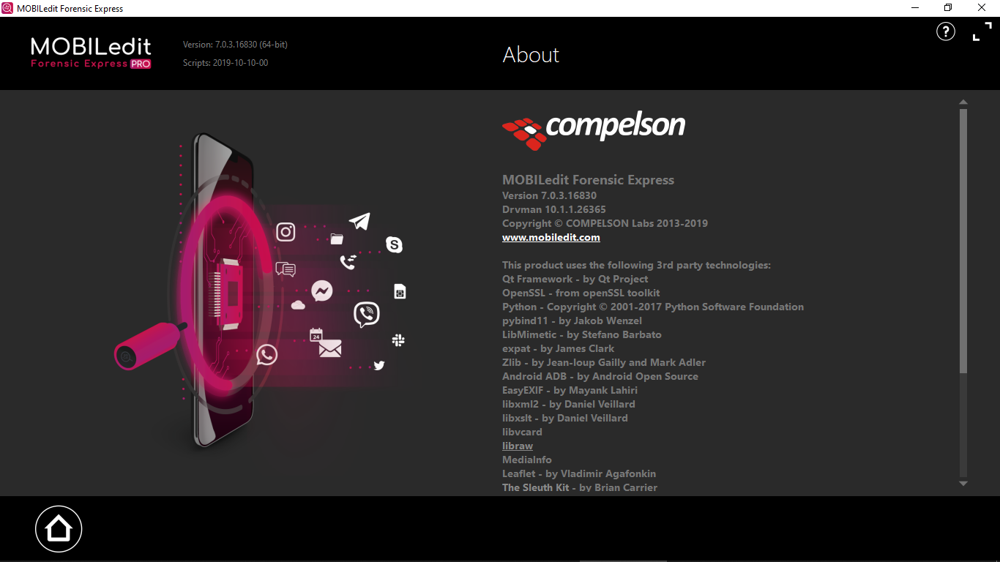 MOBILedit Forensic Express
MOBILedit
Forensic Express PRO
Version: 7.0.3.16830 (64-bit)
Scripts: 2019-10-10-00
About
?
compelson
MOBILedit Forensic Express
Version 7.0.3.16830
Drvman 10.1.1.26365
Copyright © COMPELSON Labs 2013-2019
www.mobiledit.com
This product uses the following 3rd party technologies:
Qt Framework - by Qt Project
OpenSSL - from openSSL toolkit
Python - Copyright © 2001-2017 Python Software Foundation
pybind11 - by Jakob Wenzel
LibMimetic - by Stefano Barbato
expat - by James Clark
Zlib - by Jean-loup Gailly and Mark Adler
Android ADB - by Android Open Source
EasyEXIF - by Mayank Lahiri
libxml2 - by Daniel Veillard
libxslt - by Daniel Veillard
libvcard
libraw
MediaInfo
Leaflet - by Vladimir Agafonkin
The Sleuth Kit - by Brian Carrier
S
24